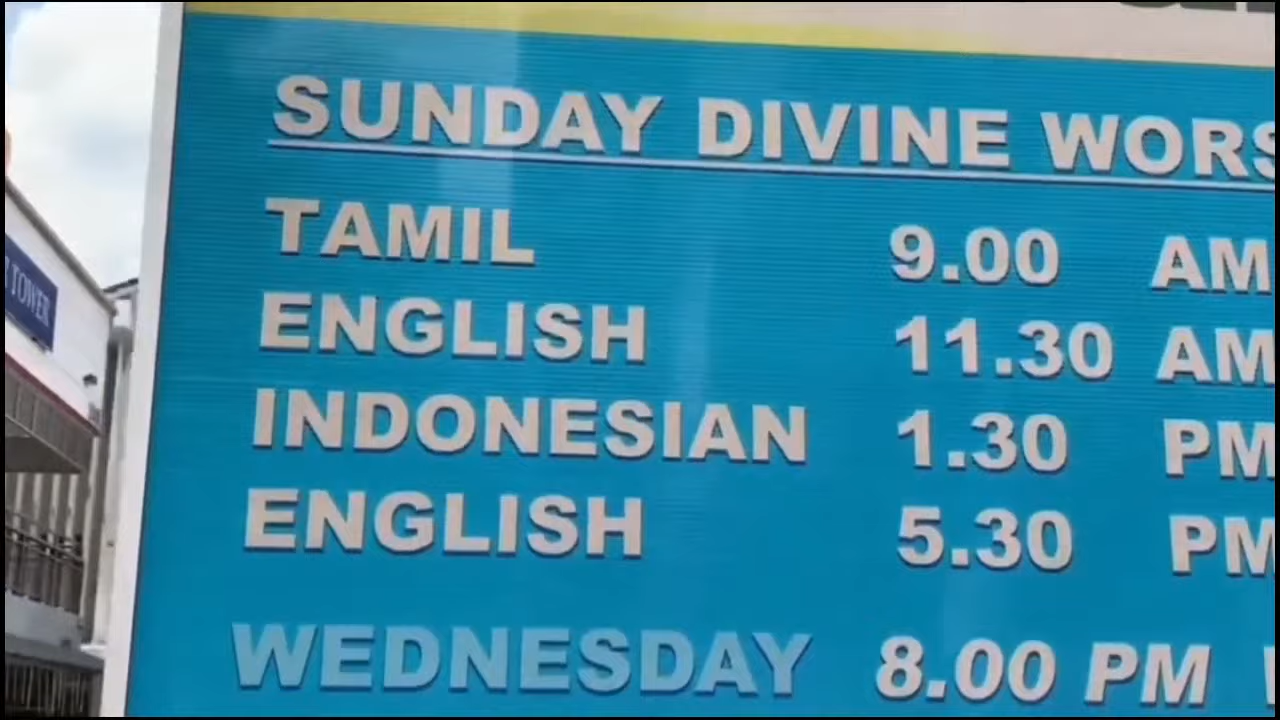 SUNDAY DIVINE WORS
TAMIL 9.00 AM
ENGLISH 11.30 AM
INDONESIAN 1.30 PM
ENGLISH 5.30 PM
WEDNESDAY 8.00 PM
TOWER